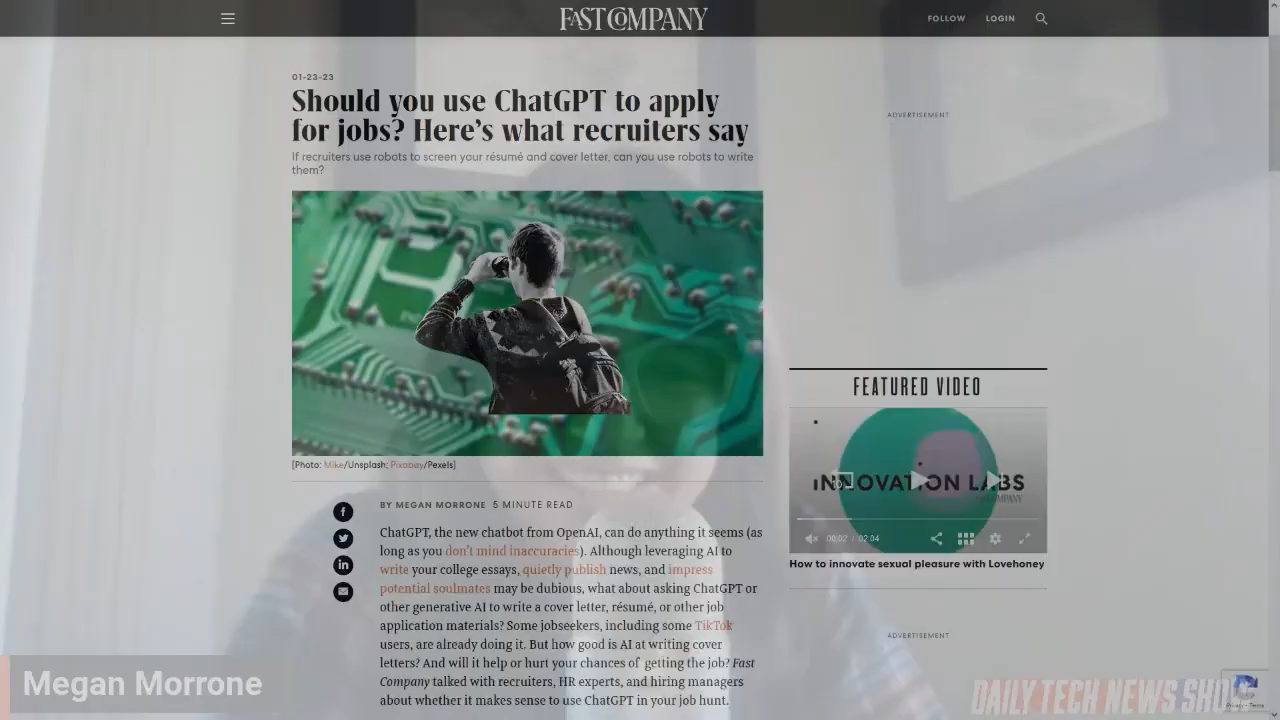 FAST COMPANY
FOLLOW
LOGIN
01-23-23
Should you use ChatGPT to apply
for jobs? Here's what recruiters say
If recruiters use robots to screen your résumé and cover letter, can you use robots to write
them?
ADVERTISEMENT
[Photo: Mike/Unsplash; Pixabay/Pexels]
BY MEGAN MORRONE 5 MINUTE READ
ChatGPT, the new chatbot from OpenAI, can do anything it seems (as
long as you don't mind inaccuracies). Although leveraging AI to
write your college essays, quietly publish news, and impress
potential soulmates may be dubious, what about asking ChatGPT or
other generative AI to write a cover letter, résumé, or other job
application materials? Some jobseekers, including some TikTok
users, are already doing it. But how good is AI at writing cover
letters? And will it help or hurt your chances of getting the job? Fast
Company talked with recruiters, HR experts, and hiring managers
about whether it makes sense to use ChatGPT in your job hunt.
FEATURED VIDEO
INNOVATION LABS
FAST COMPANY
00:02 / 02:04
How to innovate sexual pleasure with Lovehoney
ADVERTISEMENT
Megan Morrone
DAILY TECH NEWS SHOW
Privacy - Terms